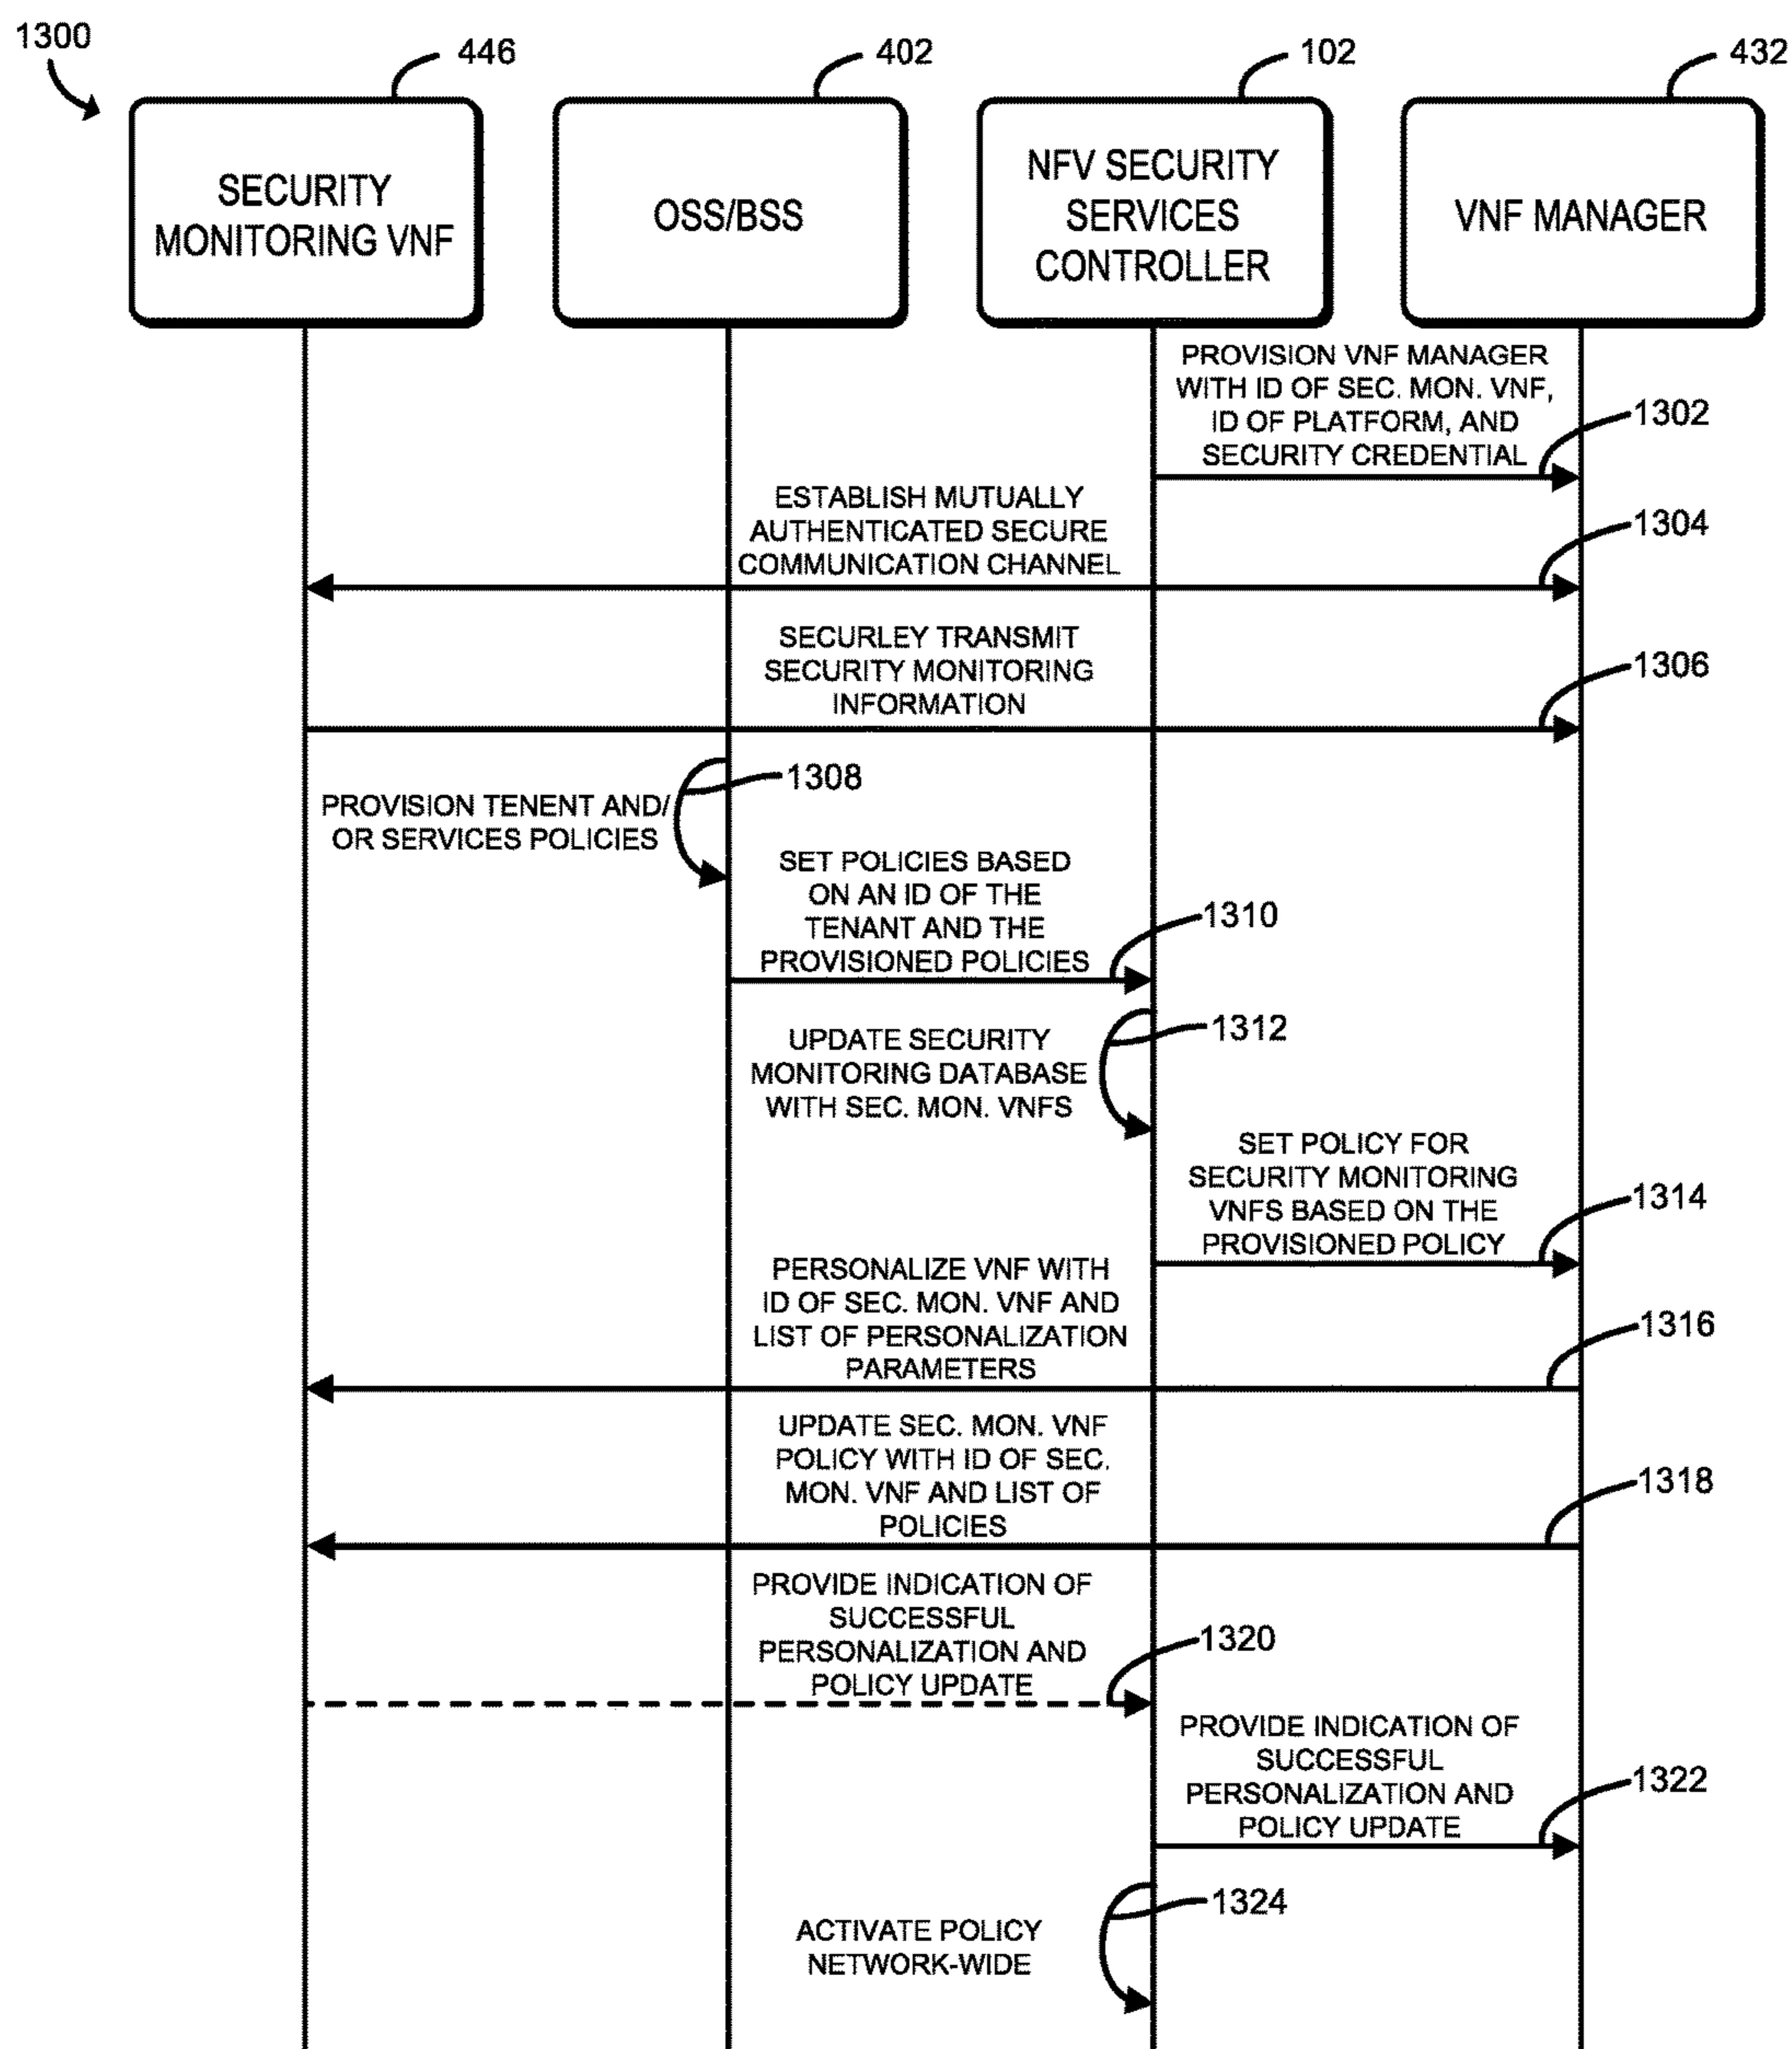 1300
446
402
102
432
SECURITY
MONITORING VNF
OSS/BSS
NFV SECURITY
SERVICES
CONTROLLER
VNF MANAGER
PROVISION VNF MANAGER
WITH ID OF SEC. MON. VNF,
ID OF PLATFORM, AND
SECURITY CREDENTIAL
1302
ESTABLISH MUTUALLY
AUTHENTICATED SECURE
COMMUNICATION CHANNEL
1304
SECURLEY TRANSMIT
SECURITY MONITORING
INFORMATION
1306
1308
PROVISION TENENT AND/
OR SERVICES POLICIES
SET POLICIES BASED
ON AN ID OF THE
TENANT AND THE
PROVISIONED POLICIES
1310
UPDATE SECURITY
MONITORING DATABASE
WITH SEC. MON. VNFS
1312
SET POLICY FOR
SECURITY MONITORING
VNFS BASED ON THE
PROVISIONED POLICY
1314
PERSONALIZE VNF WITH
ID OF SEC. MON. VNF AND
LIST OF PERSONALIZATION
PARAMETERS
1316
UPDATE SEC. MON. VNF
POLICY WITH ID OF SEC.
MON. VNF AND LIST OF
POLICIES
1318
PROVIDE INDICATION OF
SUCCESSFUL
PERSONALIZATION AND
POLICY UPDATE
1320
PROVIDE INDICATION OF
SUCCESSFUL
PERSONALIZATION AND
POLICY UPDATE
1322
ACTIVATE POLICY
NETWORK-WIDE
1324